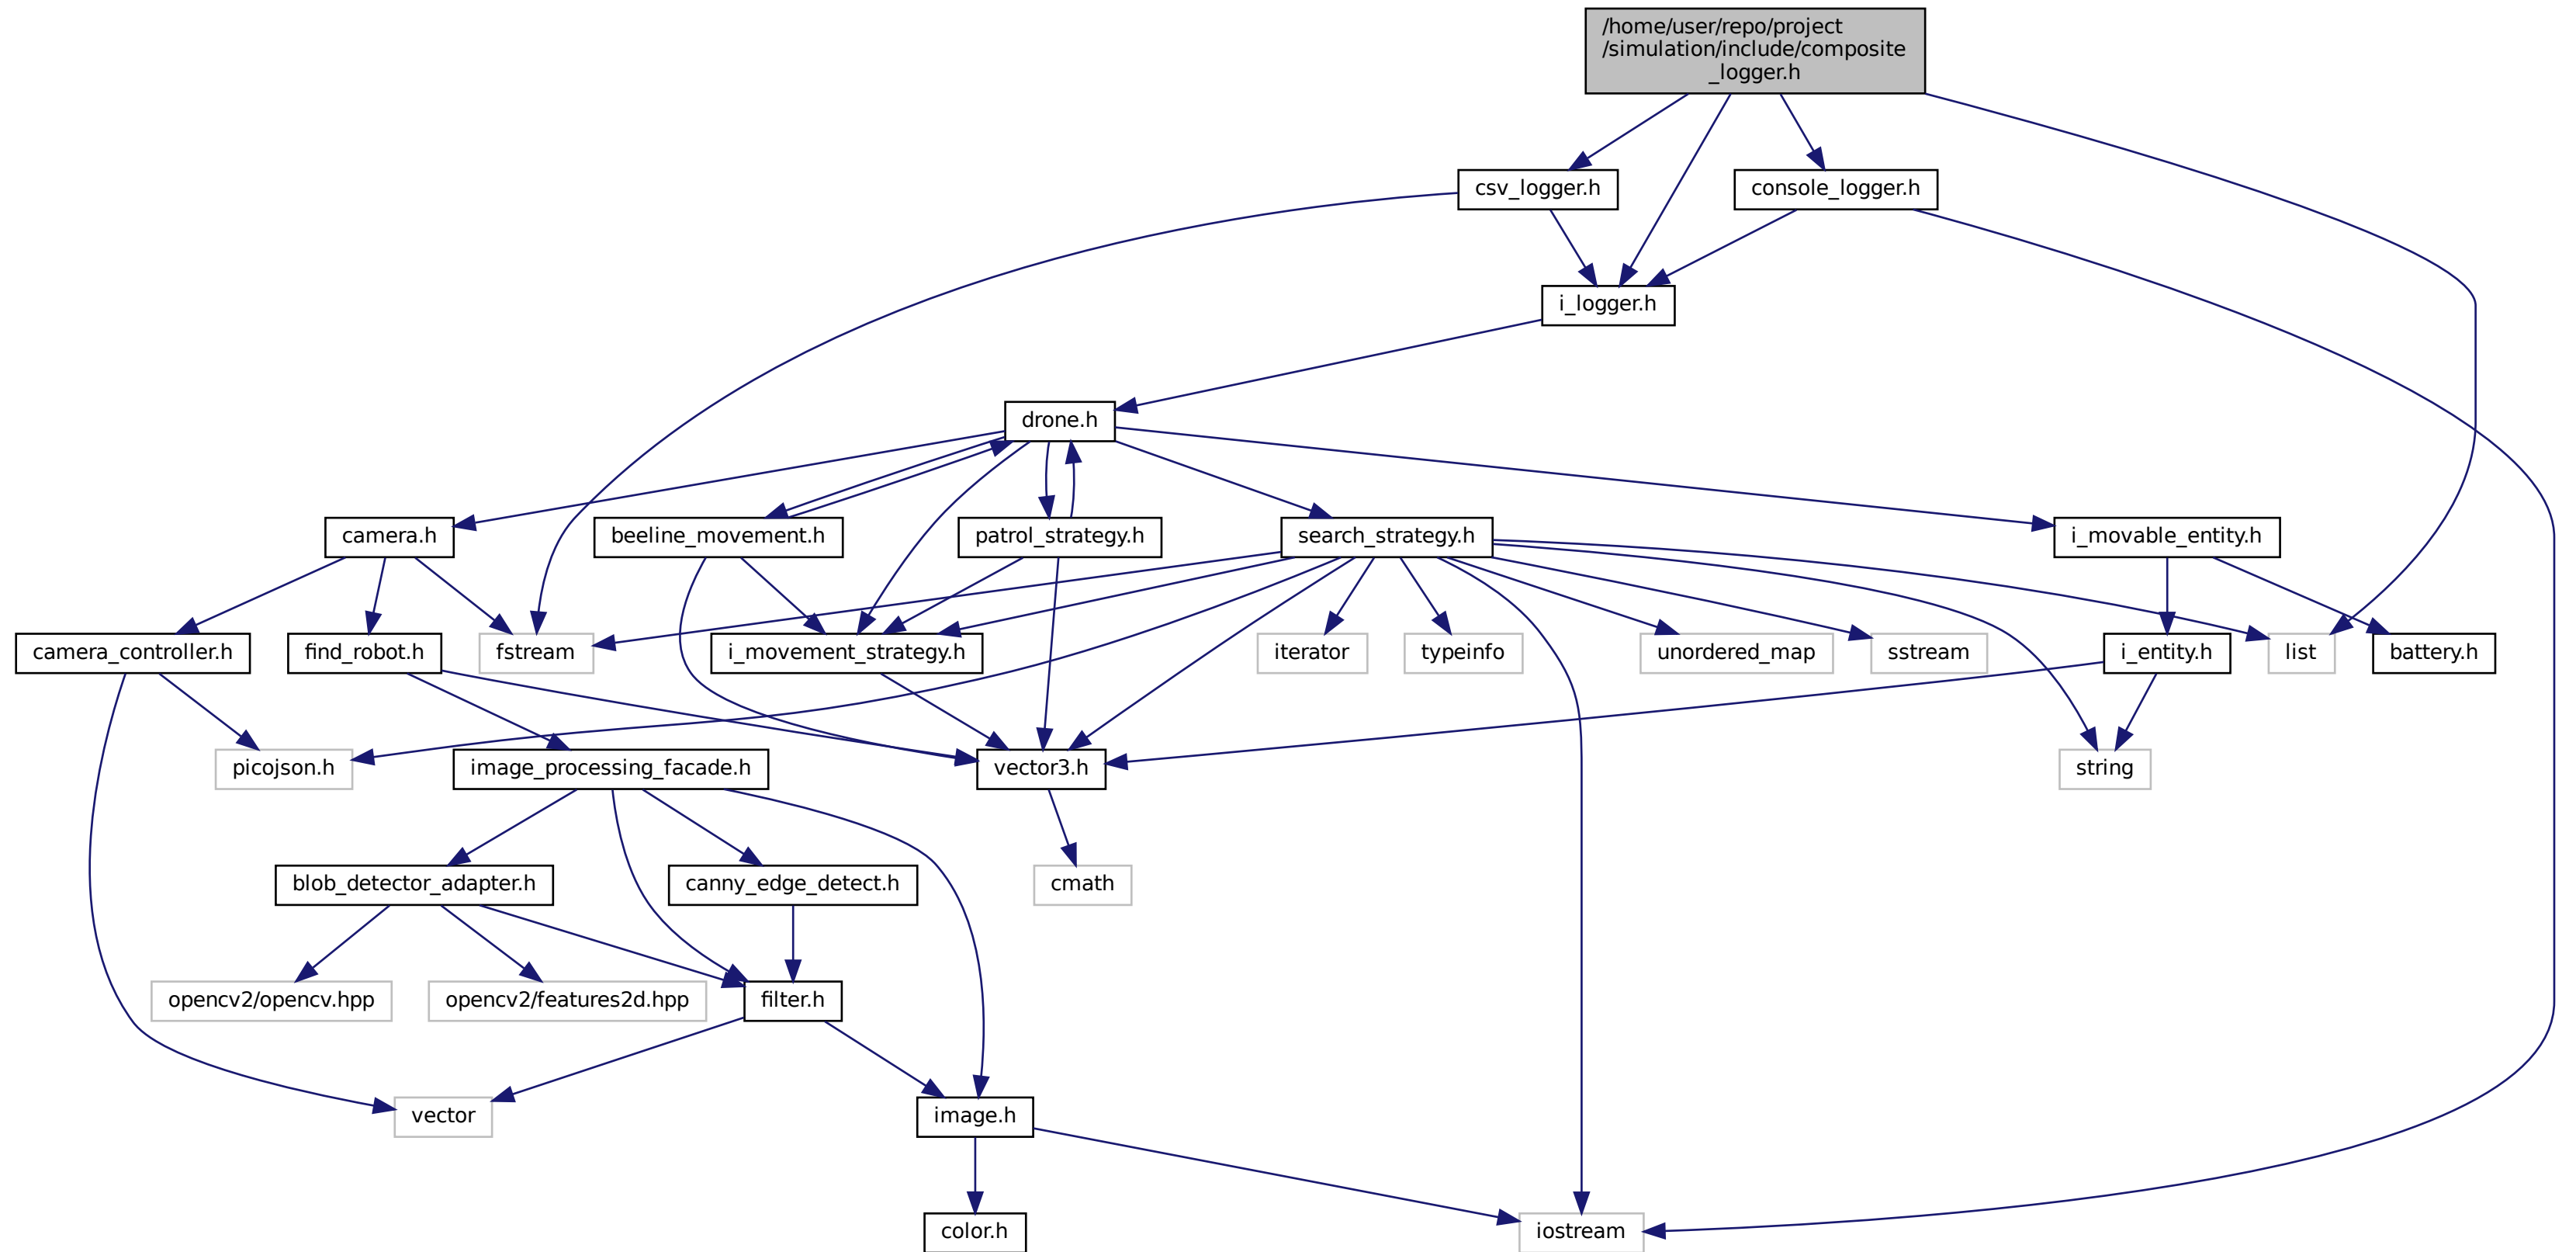 /home/user/repo/project
/simulation/include/composite
_logger.h
csv_logger.h
console_logger.h
i_logger.h
drone.h
camera.h
beeline_movement.h
patrol_strategy.h
search_strategy.h
i_movable_entity.h
camera_controller.h
find_robot.h
fstream
i_movement_strategy.h
iterator
typeinfo
unordered_map
sstream
i_entity.h
list
battery.h
picojson.h
image_processing_facade.h
vector3.h
string
blob_detector_adapter.h
canny_edge_detect.h
cmath
opencv2/opencv.hpp
opencv2/features2d.hpp
filter.h
vector
image.h
color.h
iostream